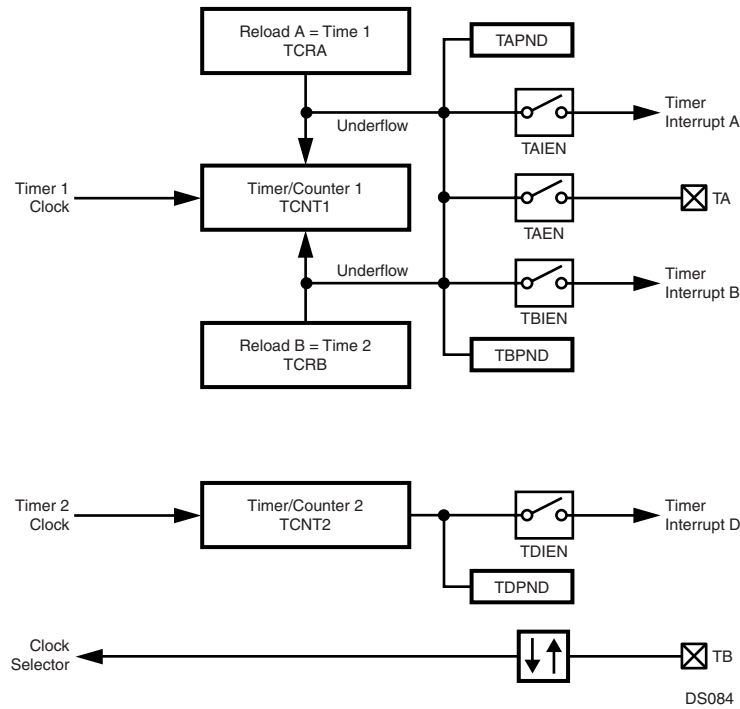 Reload A = Time 1
TCRA
TAPND
Underflow
TAIEN
Timer
Interrupt A
Timer 1
Clock
Timer/Counter 1
TCNT1
TAEN
TA
Underflow
TBIEN
Timer
Interrupt B
Reload B = Time 2
TCRB
TBPND
Timer 2
Clock
Timer/Counter 2
TCNT2
TDIEN
Timer
Interrupt D
TDPND
Clock
Selector
TB
DS084